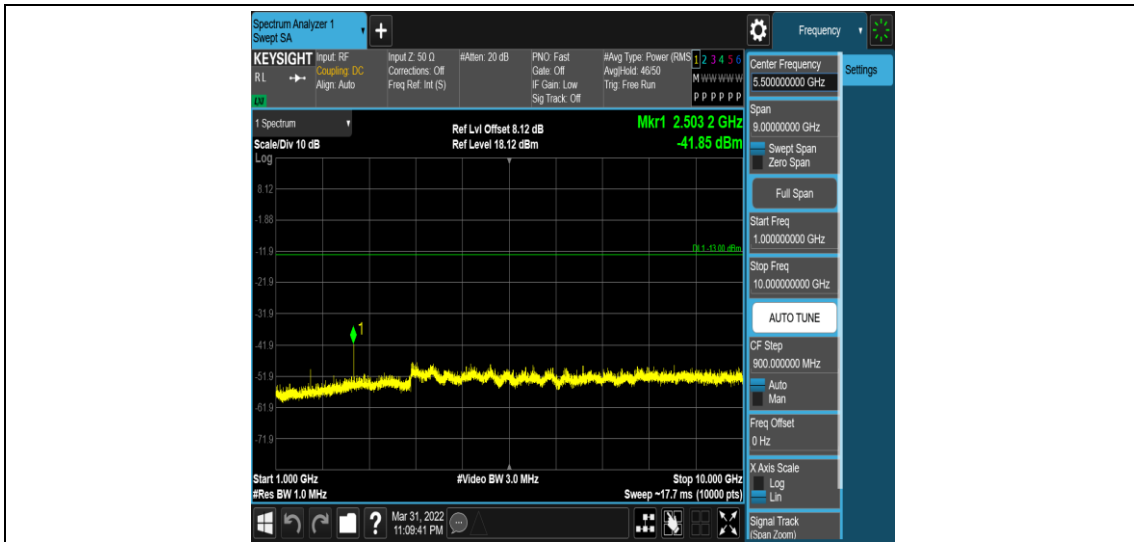 Spectrum Analyzer 1
Swept SA
Frequency
KEYSIGHT
RL
Input: RF
Coupling: DC
Align: Auto
Input Z: 50 Ω
Corrections: Off
Freq Ref: Int (S)
#Atten: 20 dB
PNO: Fast
Gate: Off
IF Gain: Low
Sig Track: Off
#Avg Type: Power (RMS
Avg|Hold: 46/50
Trig: Free Run
1 2 3 4 5 6
M W W W W W
P P P P P P
1 Spectrum
Scale/Div 10 dB
Log
Ref Lvl Offset 8.12 dB
Ref Level 18.12 dBm
Mkr1 2.503 2 GHz
-41.85 dBm
8.12
-1.88
-11.9
DL1 -13.00 dBm
-21.9
-31.9
1
-41.9
-51.9
-61.9
-71.9
Start 1.000 GHz
#Video BW 3.0 MHz
Stop 10.000 GHz
#Res BW 1.0 MHz
Sweep ~17.7 ms (10000 pts)
Mar 31, 2022
11:09:41 PM
Center Frequency
5.500000000 GHz
Settings
Span
9.00000000 GHz
Swept Span
Zero Span
Full Span
Start Freq
1.000000000 GHz
Stop Freq
10.000000000 GHz
AUTO TUNE
CF Step
900.000000 MHz
Auto
Man
Freq Offset
0 Hz
X Axis Scale
Log
Lin
Signal Track
(Span Zoom)